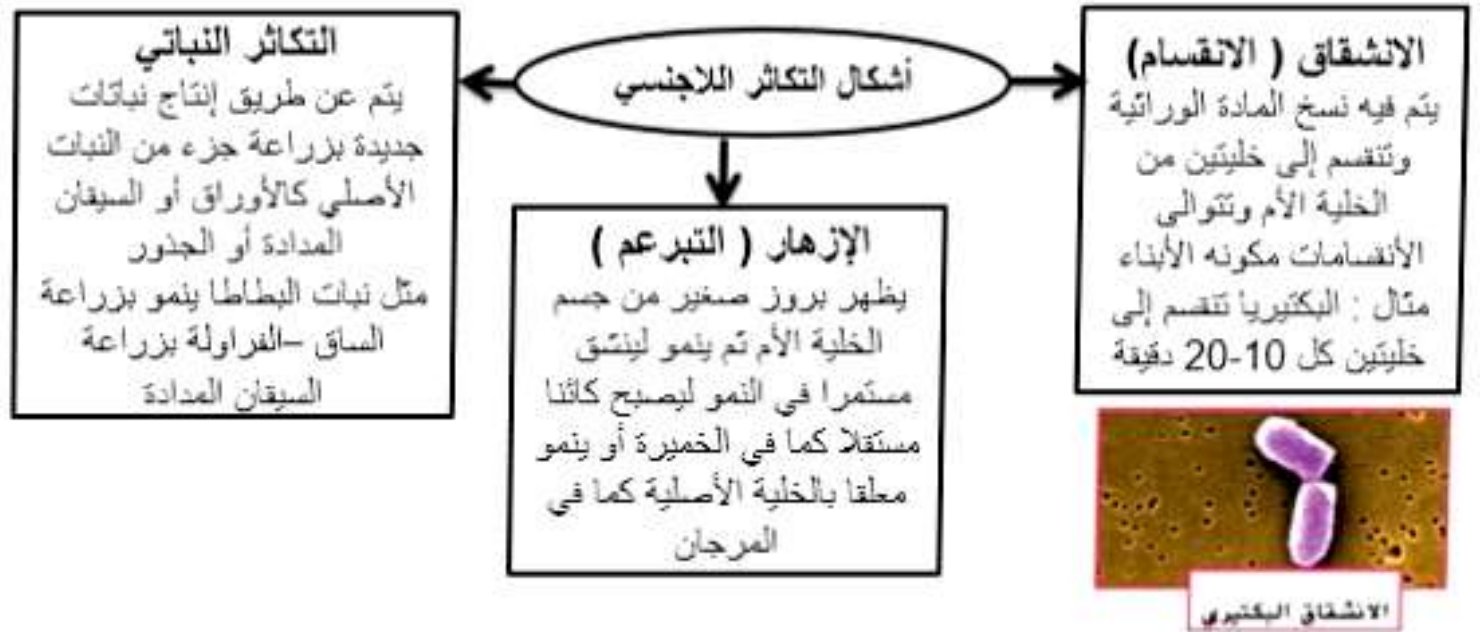 أشكال التكاثر اللاجنسي
الانشقاق ( الانقسام)
يتم فيه نسخ المادة الوراثية
وتنقسم إلى خليتين من
الخلية الأم وتتوالى
الأنقسامات مكونه الأبناء
مثال : البكتيريا تنقسم إلى
خليتين كل 10-20 دقيقة
الانشقاق البكتيري
الإزهار ( التبرعم )
يظهر بروز صغير من جسم
الخلية الأم ثم ينمو لينشق
مستمرا في النمو ليصبح كائنا
مستقلا كما في الخميرة أو ينمو
معلقا بالخلية الأصلية كما في
المرجان
التكاثر النباتي
يتم عن طريق إنتاج نباتات
جديدة بزراعة جزء من النبات
الأصلي كالأوراق أو السيقان
المدادة أو الجذور
مثل نبات البطاطا ينمو بزراعة
الساق –الفراولة بزراعة
السيقان المدادة